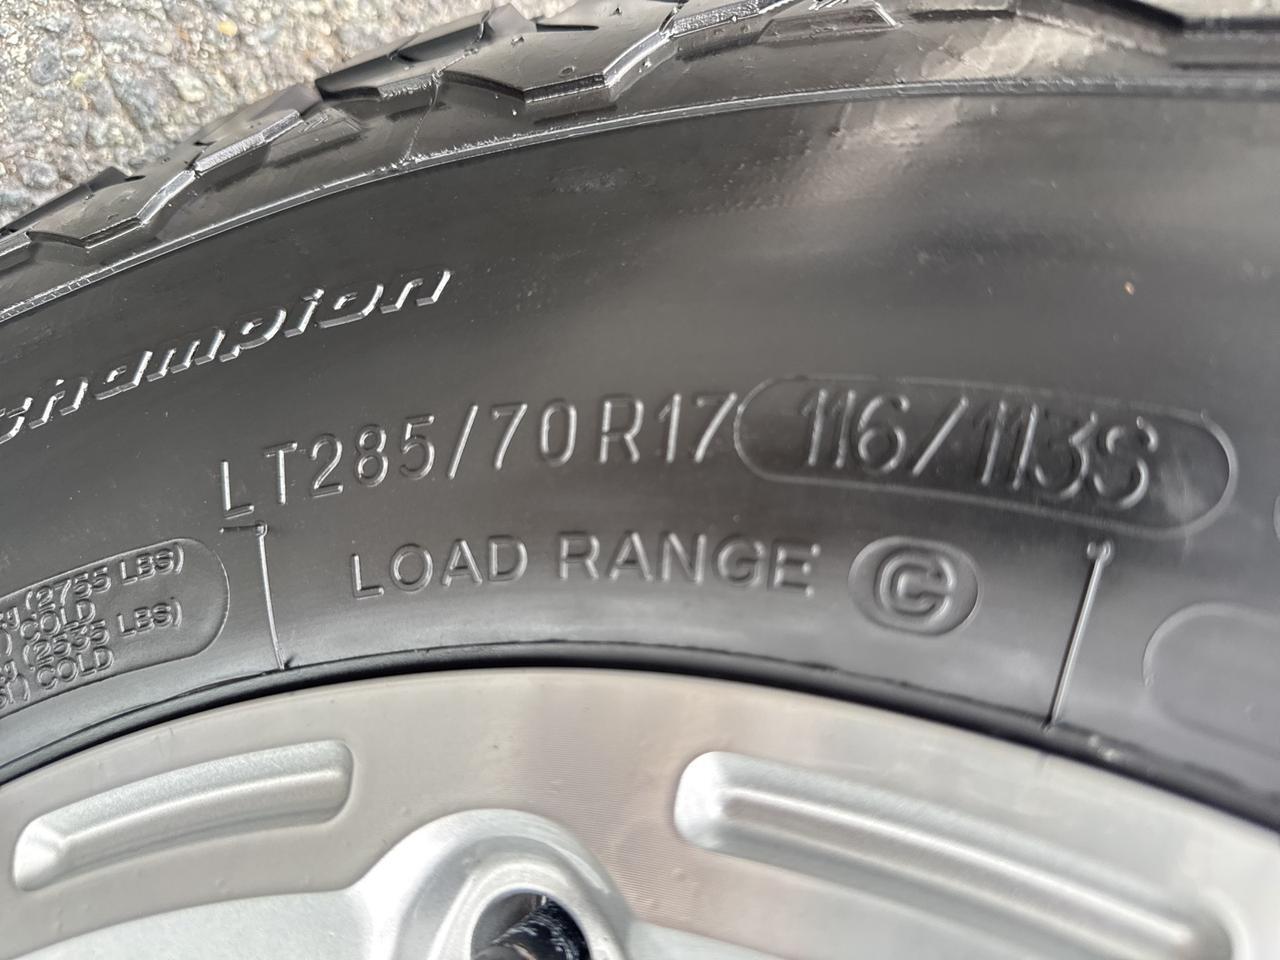 champion
LT285/70R17 116/113S
LOAD RANGE C
(2755 LBS)
COLD
(2535 LBS)
COLD